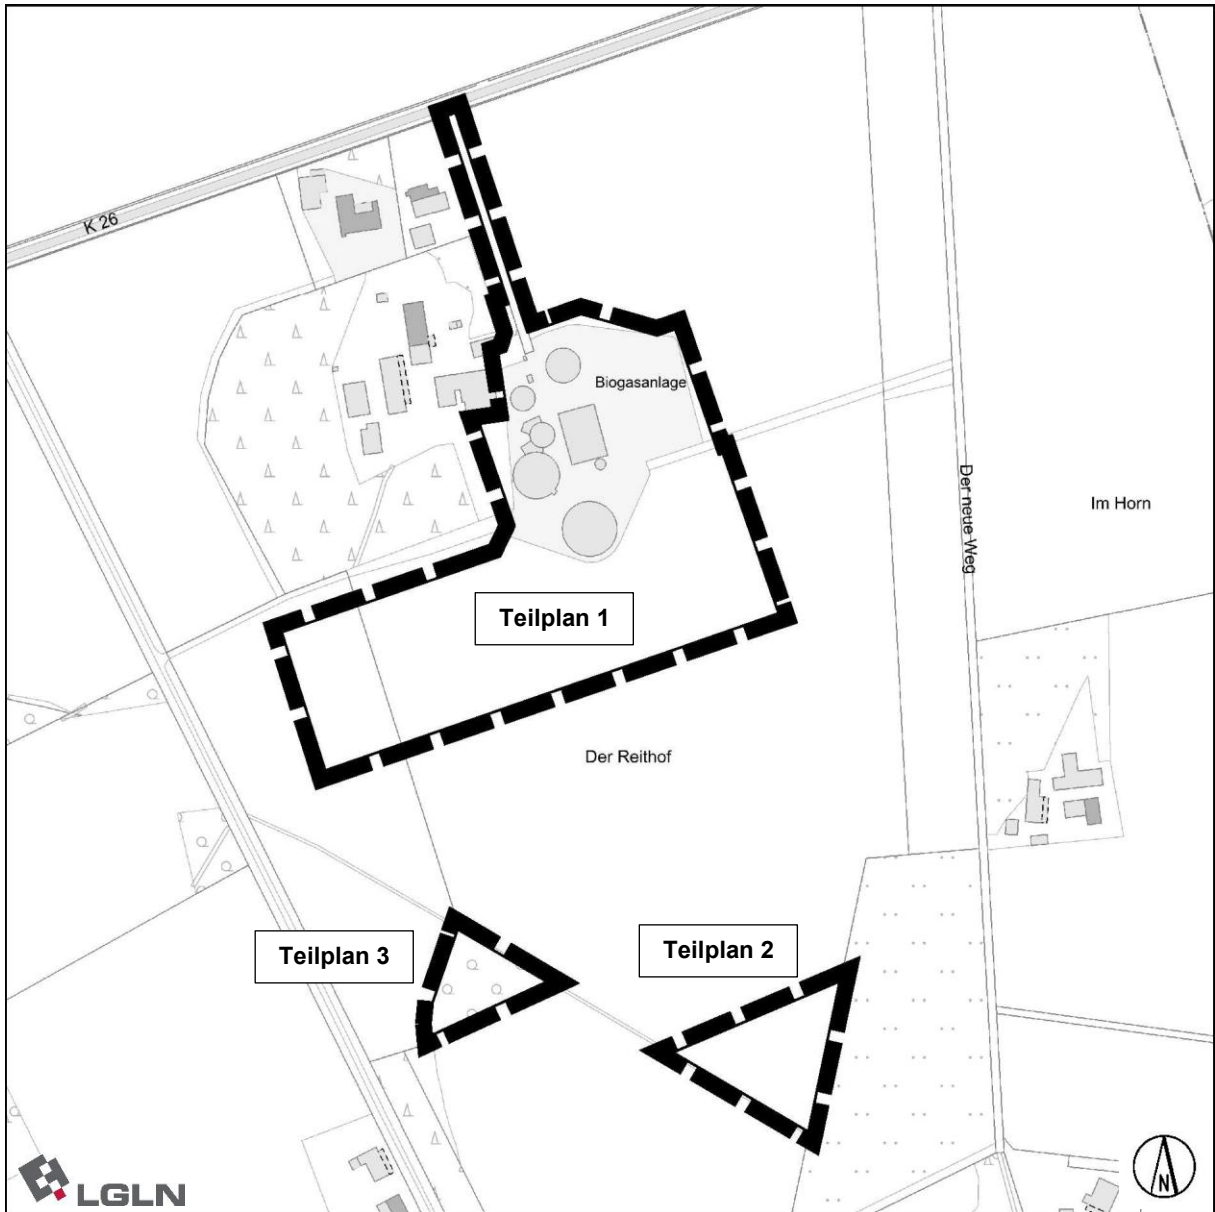 K 26
Biogasanlage
Der neue Weg
Im Horn
Teilplan 1
Der Reithof
Teilplan 3
Teilplan 2
LGLN
N